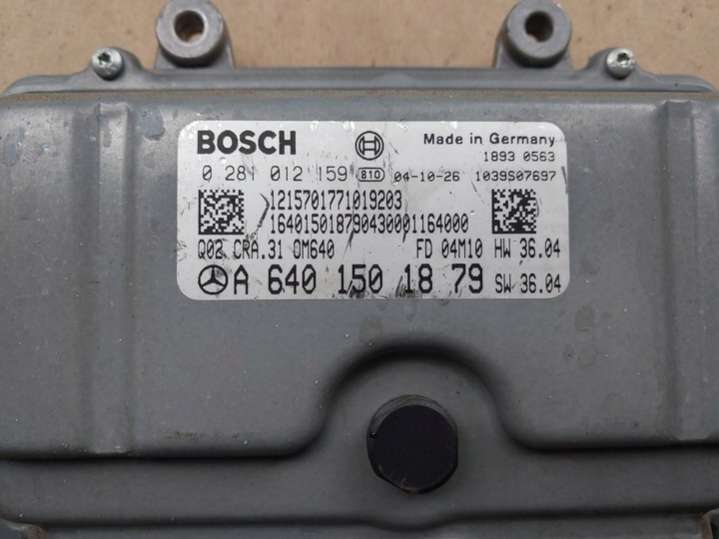 BOSCH Made in Germany
1893 0563
0 281 012 159 810 04-10-26 1039S07697
1215701771019203
164015018790430001164000
Q02 CRA.31 OM640 FD 04M10 HW 36.04
A 640 150 18 79 SW 36.04